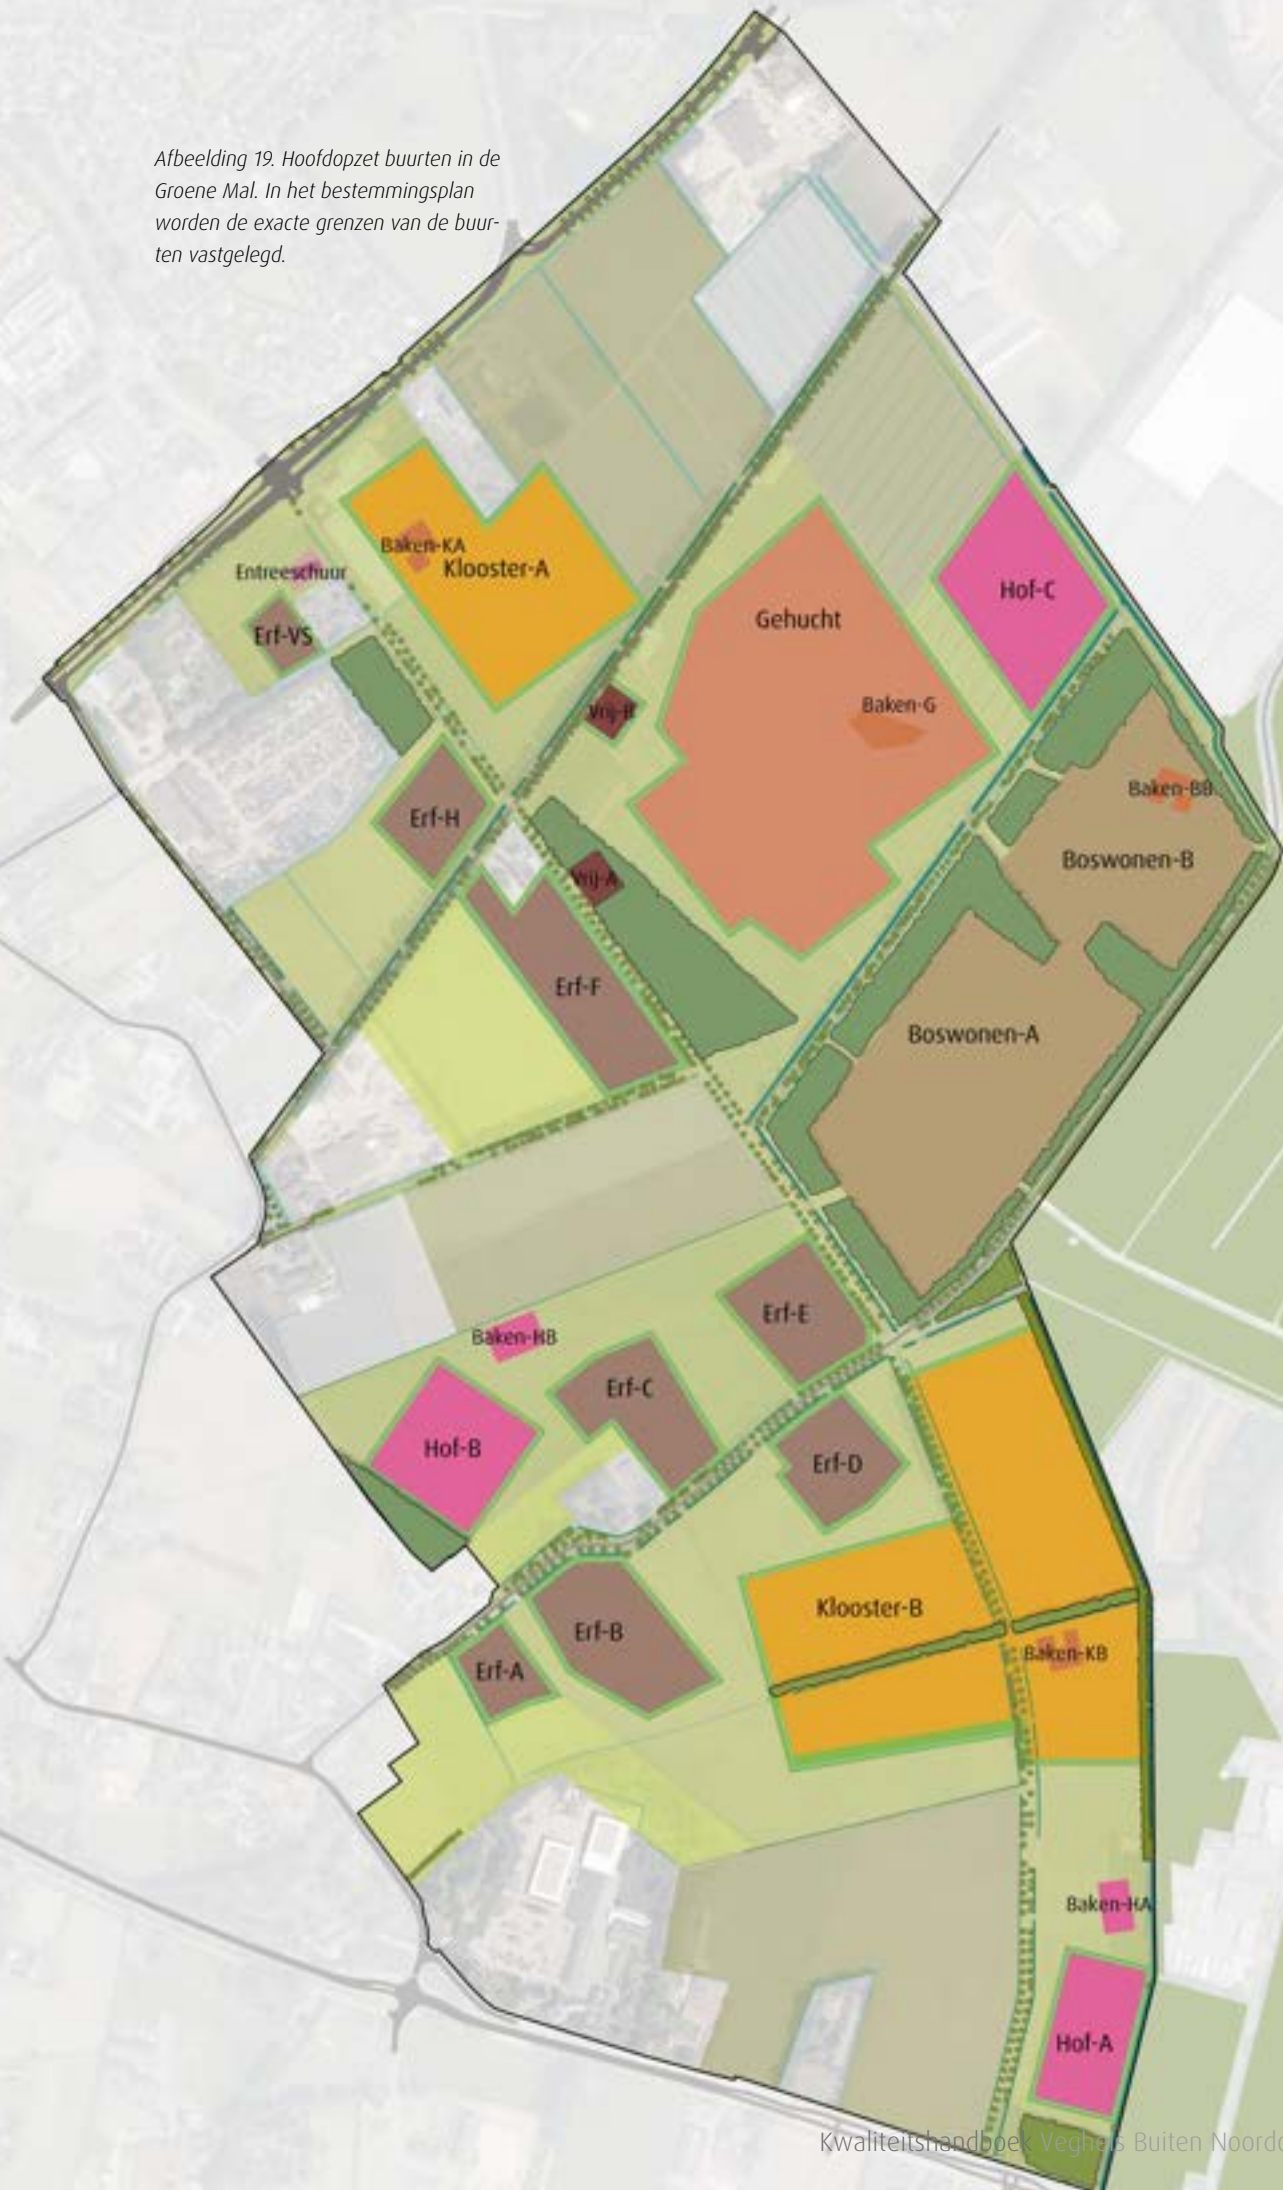 Afbeelding 19. Hoofdopzet buurten in de
Groene Mal. In het bestemmingsplan
worden de exacte grenzen van de buur-
ten vastgelegd.
Baken-KA
Klooster-A
Entreeschuur
Erf-VS
Hof-C
Gehucht
Baken-G
Vrij-B
Baken-BB
Erf-H
Boswonen-B
Vrij-A
Erf-F
Boswonen-A
Erf-E
Baken-HB
Erf-C
Hof-B
Erf-D
Klooster-B
Erf-B
Baken-KB
Erf-A
Baken-HA
Hof-A
Kwaliteitshandboek Veghels Buiten Noordo